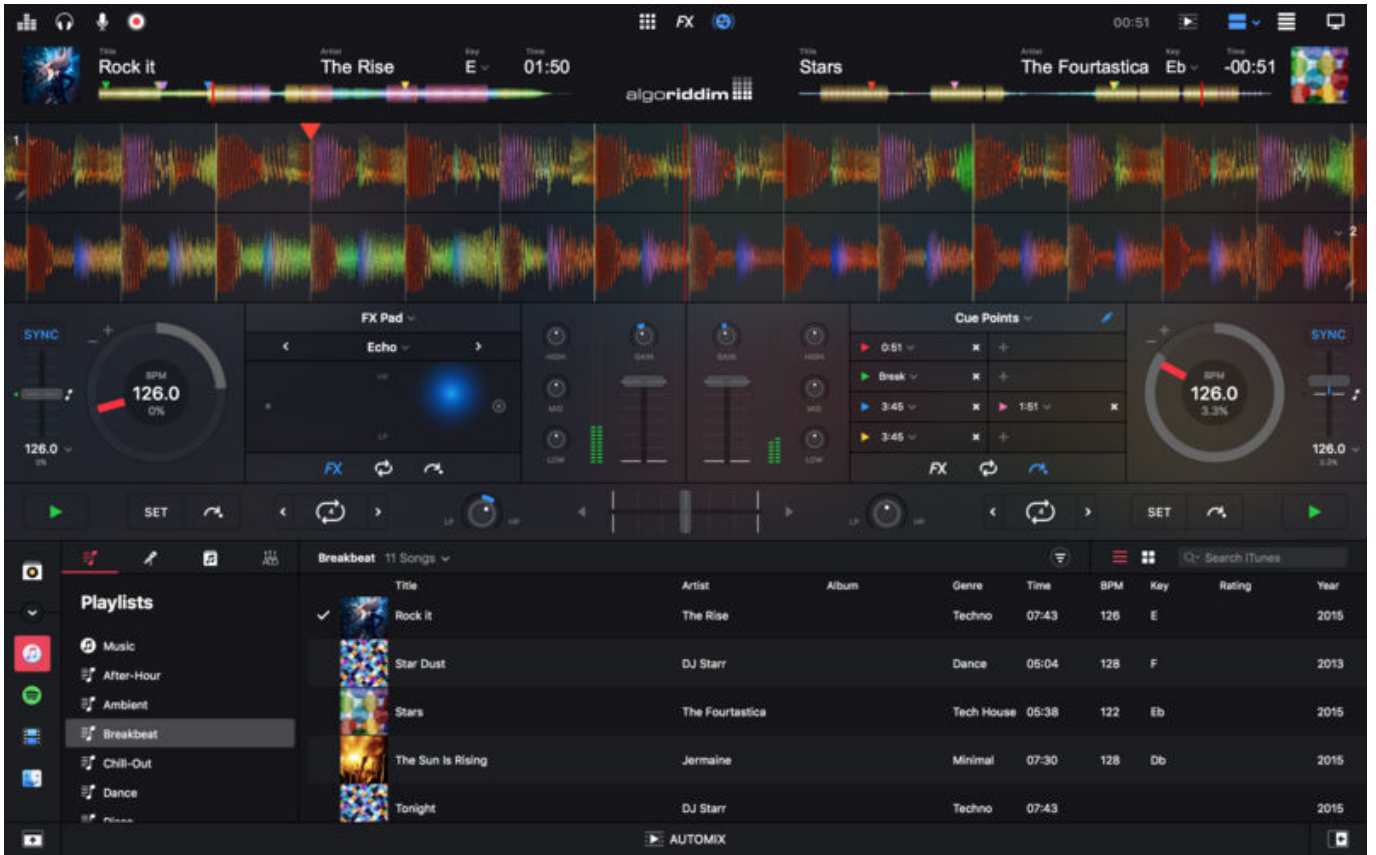 FX 00:51
Title Artist Key Time
Rock it The Rise E 01:50
Title Artist Key Time
Stars The Fourtastica Eb -00:51
algoriddim
1
2
SYNC
BPM
126.0
0%
126.0
0%
FX Pad
Echo
HP
LP
FX
HIGH GAIN GAIN HIGH
MID MID
LOW LOW
Cue Points
0:51
Break
3:45 1:51
3:45
FX
BPM
126.0
3.3%
SYNC
126.0
3.3%
SET 4 LP HP LP HP 4 SET
Breakbeat 11 Songs Search iTunes
Playlists
Music
After-Hour
Ambient
Breakbeat
Chill-Out
Dance
Title Artist Album Genre Time BPM Key Rating Year
Rock it The Rise Techno 07:43 126 E 2015
Star Dust DJ Starr Dance 05:04 128 F 2013
Stars The Fourtastica Tech House 05:38 122 Eb 2015
The Sun Is Rising Jermaine Minimal 07:30 128 Db 2015
Tonight DJ Starr Techno 07:43 2015
AUTOMIX